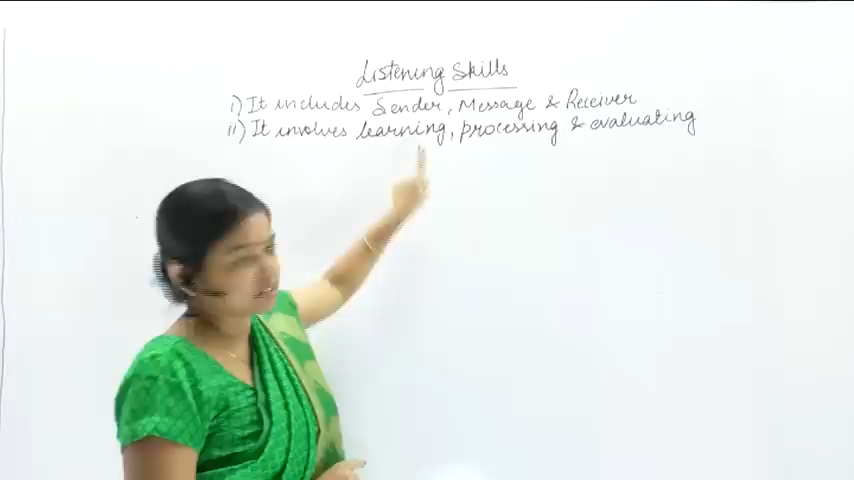 Listening Skills
i) It includes Sender, Message & Receiver
ii) It involves learning, processing & evaluating